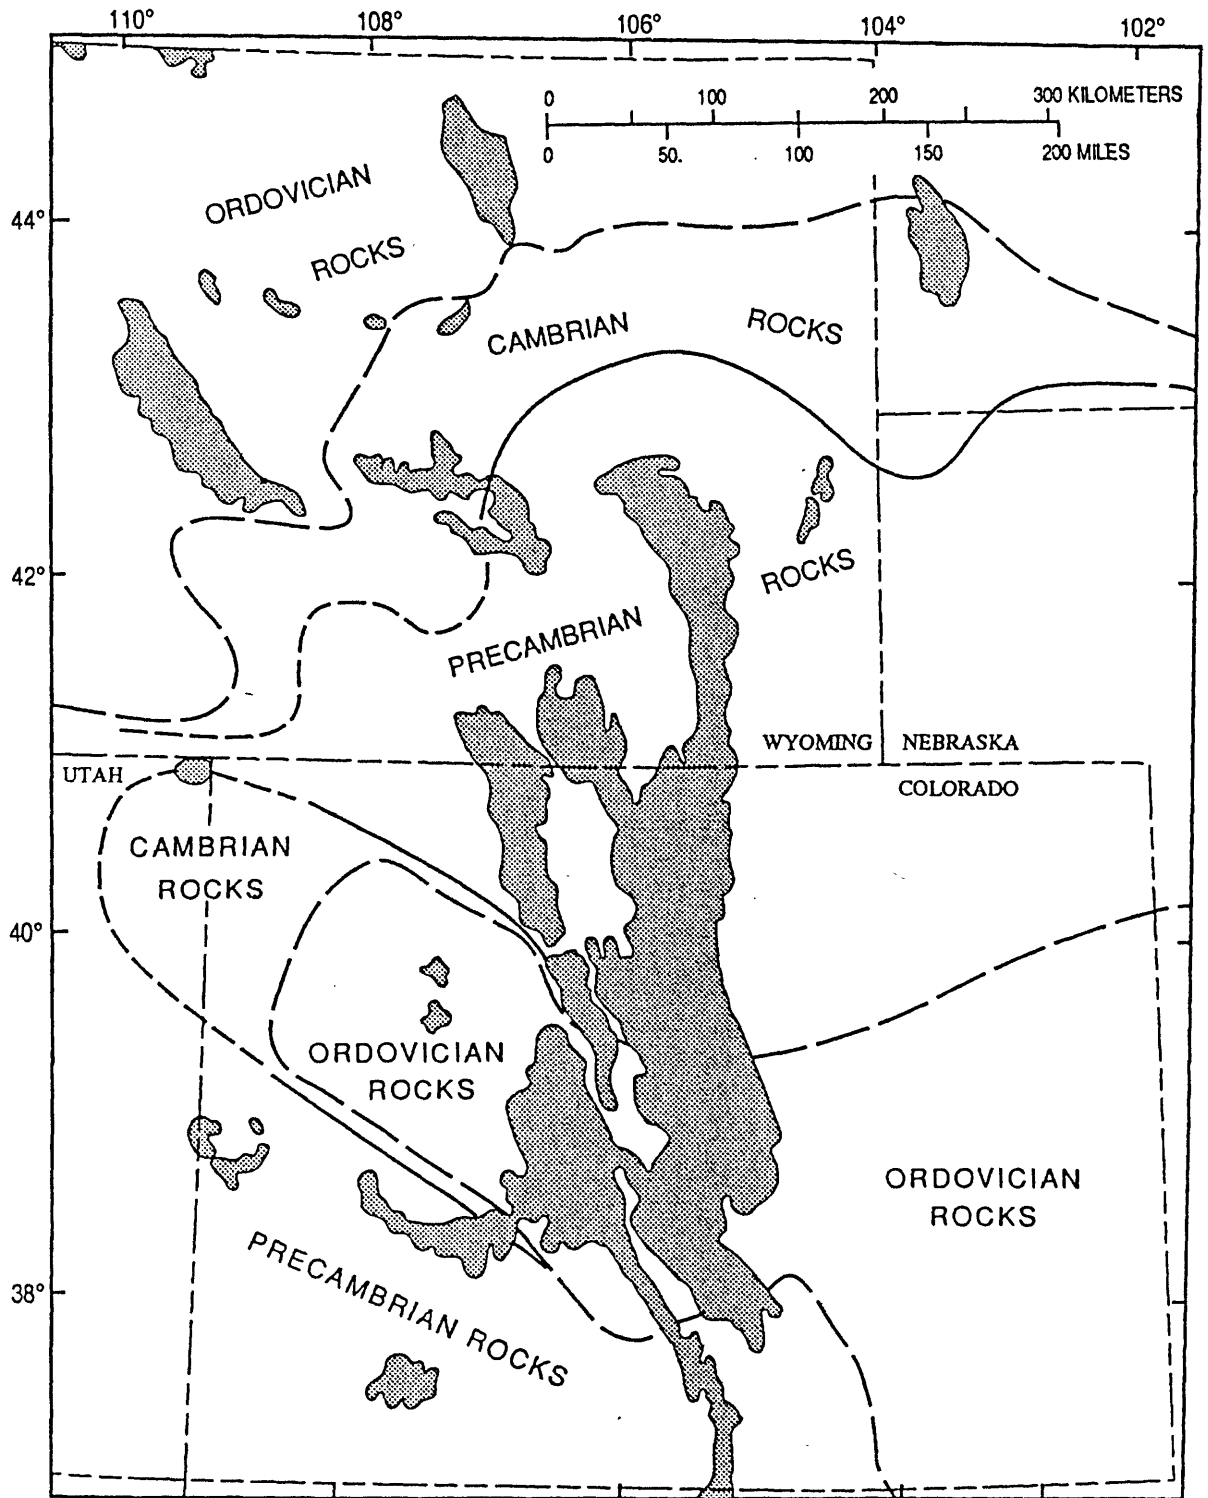 110° 108° 106° 104° 102°
0 100 200 300 KILOMETERS
0 50. 100 150 200 MILES
ORDOVICIAN
ROCKS
44°
CAMBRIAN ROCKS
42°
ROCKS
PRECAMBRIAN
WYOMING NEBRASKA
UTAH
COLORADO
CAMBRIAN
ROCKS
40°
ORDOVICIAN
ROCKS
ORDOVICIAN
ROCKS
PRECAMBRIAN ROCKS
38°